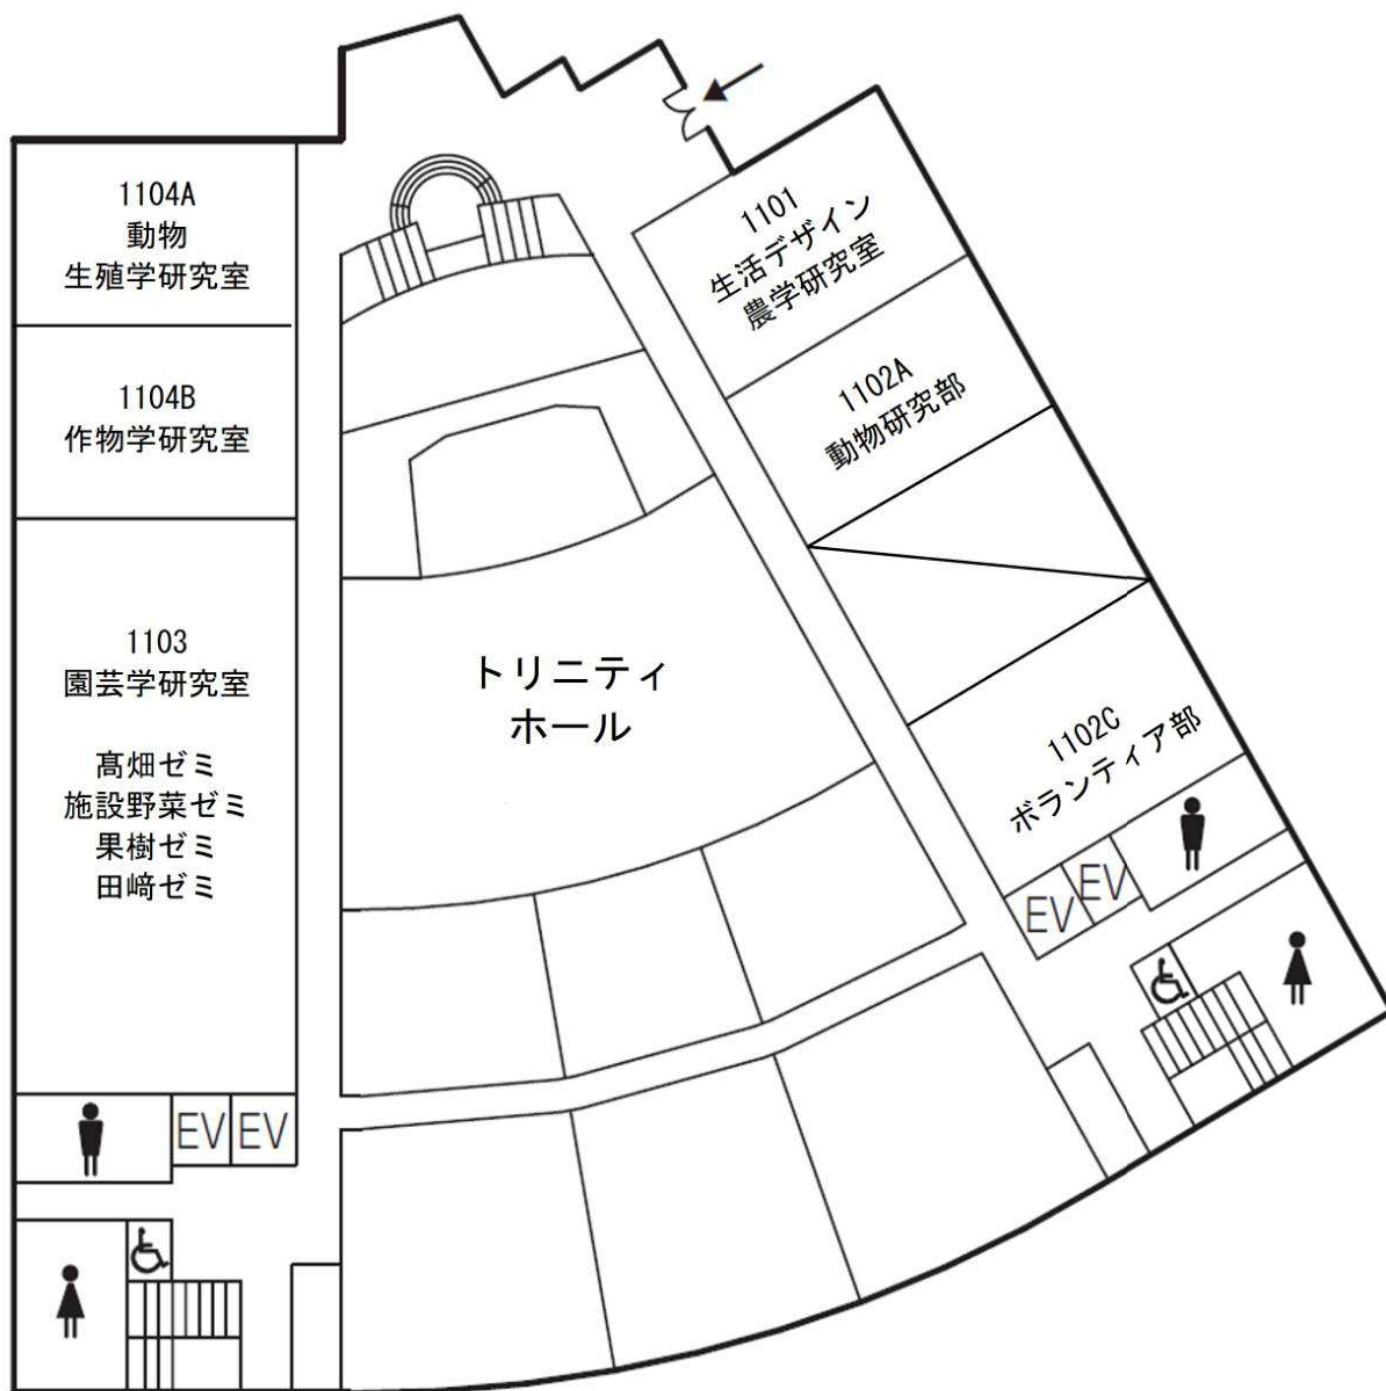 1104A
動物
生殖学研究室
1104B
作物学研究室
1103
園芸学研究室
髙畑ゼミ
施設野菜ゼミ
果樹ゼミ
田﨑ゼミ
EV EV
トリニティ
ホール
1101
生活デザイン
農学研究室
1102A
動物研究部
1102C
ボランティア部
EV EV